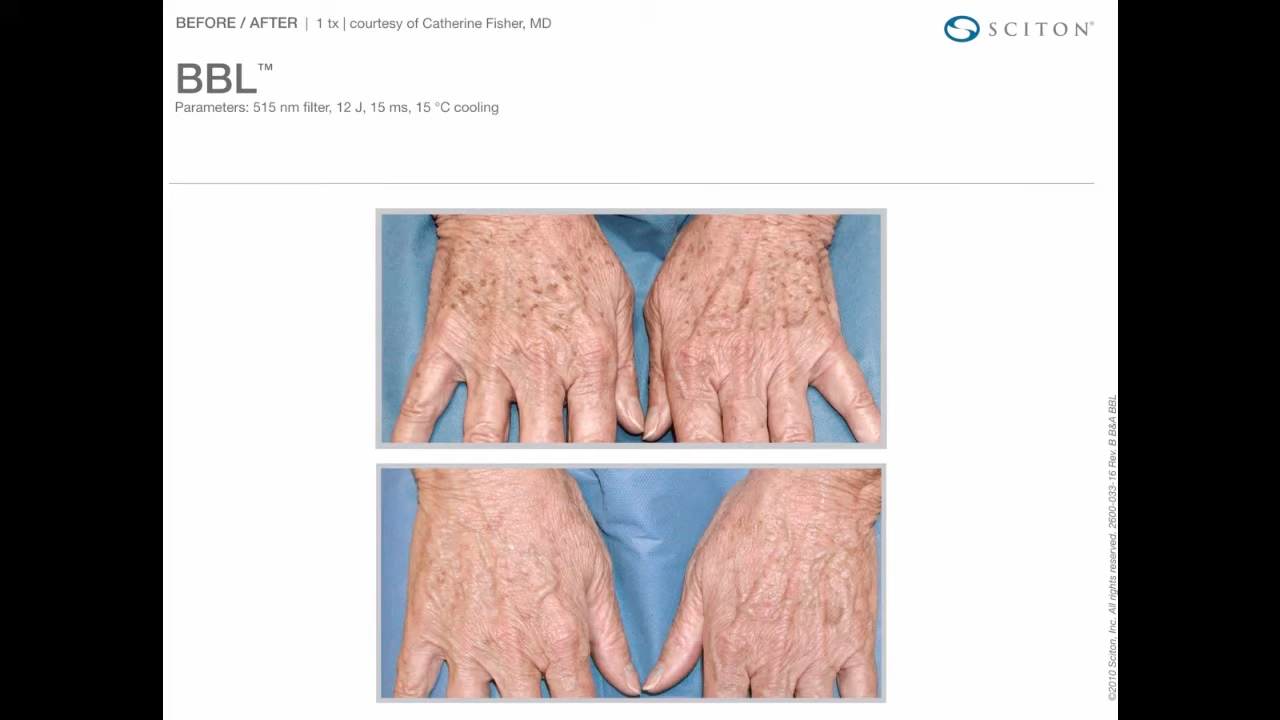 BEFORE / AFTER | 1 tx | courtesy of Catherine Fisher, MD
SCITON®
BBL™
Parameters: 515 nm filter, 12 J, 15 ms, 15 °C cooling
©2010 Sciton, Inc. All rights reserved. 2600-033-16 Rev. B B&A BBL